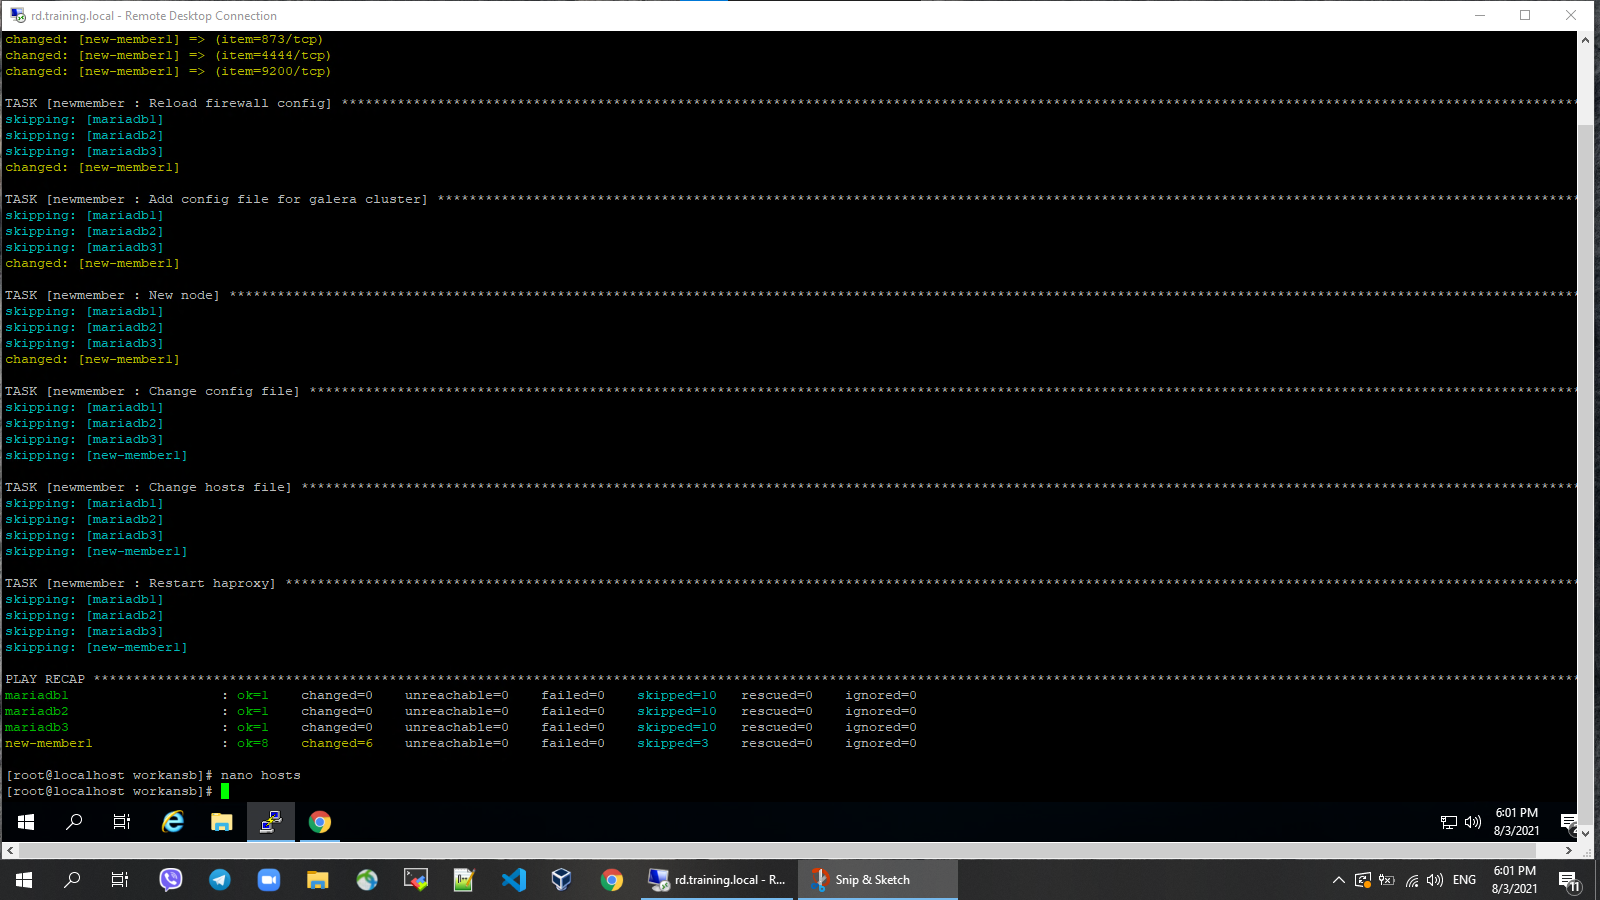 rd.training.local - Remote Desktop Connection
changed: [new-member1] => (item=873/tcp)
changed: [new-member1] => (item=4444/tcp)
changed: [new-member1] => (item=9200/tcp)
TASK [newmember : Reload firewall config] ****************************************************************************************************************************************************
skipping: [mariadb1]
skipping: [mariadb2]
skipping: [mariadb3]
changed: [new-member1]
TASK [newmember : Add config file for galera cluster] ****************************************************************************************************************************************
skipping: [mariadb1]
skipping: [mariadb2]
skipping: [mariadb3]
changed: [new-member1]
TASK [newmember : New node] ******************************************************************************************************************************************************************
skipping: [mariadb1]
skipping: [mariadb2]
skipping: [mariadb3]
changed: [new-member1]
TASK [newmember : Change config file] ********************************************************************************************************************************************************
skipping: [mariadb1]
skipping: [mariadb2]
skipping: [mariadb3]
skipping: [new-member1]
TASK [newmember : Change hosts file] *********************************************************************************************************************************************************
skipping: [mariadb1]
skipping: [mariadb2]
skipping: [mariadb3]
skipping: [new-member1]
TASK [newmember : Restart haproxy] ***********************************************************************************************************************************************************
skipping: [mariadb1]
skipping: [mariadb2]
skipping: [mariadb3]
skipping: [new-member1]
PLAY RECAP ***********************************************************************************************************************************************************************************
mariadb1 : ok=1 changed=0 unreachable=0 failed=0 skipped=10 rescued=0 ignored=0
mariadb2 : ok=1 changed=0 unreachable=0 failed=0 skipped=10 rescued=0 ignored=0
mariadb3 : ok=1 changed=0 unreachable=0 failed=0 skipped=10 rescued=0 ignored=0
new-member1 : ok=8 changed=6 unreachable=0 failed=0 skipped=3 rescued=0 ignored=0
[root@localhost workansb]# nano hosts
[root@localhost workansb]#
6:01 PM
8/3/2021
rd.training.local - R...
Snip & Sketch
ENG
6:01 PM
8/3/2021
11